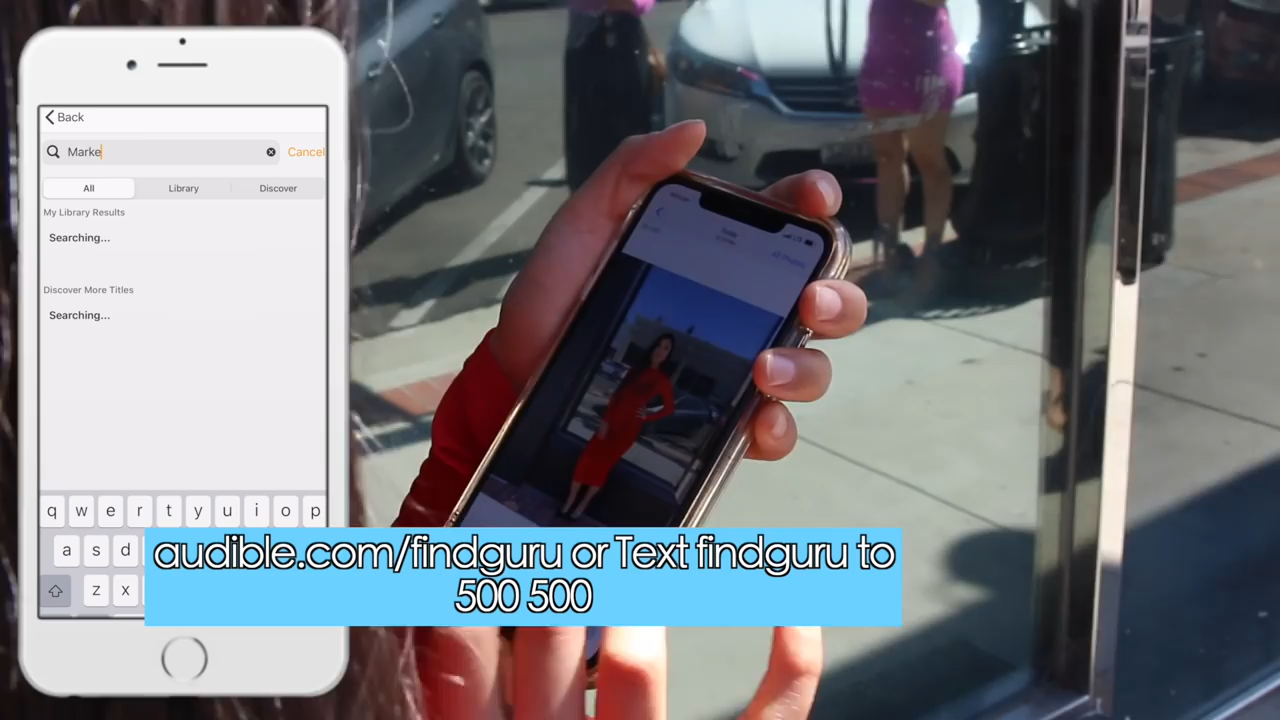 Back
Marke
Cancel
All
Library
Discover
My Library Results
Searching...
Discover More Titles
Searching...
q w e r t y u i o p
a s d
z x
audible.com/findguru or Text findguru to
500 500